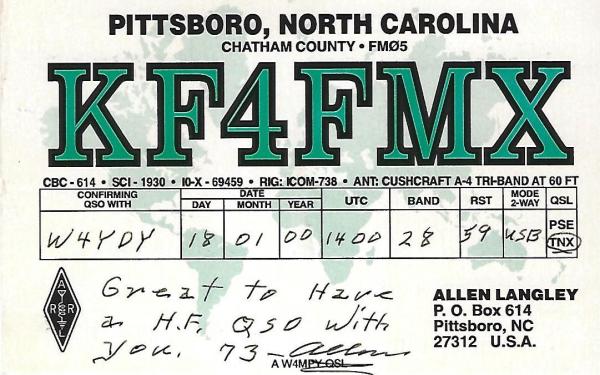 PITTSBORO, NORTH CAROLINA
CHATHAM COUNTY • FMØ5
KF4FMX
CBC - 614 • SCI - 1930 • I0-X - 69459 • RIG: ICOM-738 • ANT: CUSHCRAFT A-4 TRI-BAND AT 60 FT
CONFIRMING QSO WITH DATE DAY MONTH YEAR UTC BAND RST MODE 2-WAY QSL
W4YDY 18 01 00 1400 28 59 USB PSE TNX
Great to Have
an H.F. QSO with
you. 73 - Allen
A R R L
ALLEN LANGLEY
P. O. Box 614
Pittsboro, NC
27312 U.S.A.
A W4MPY QSL